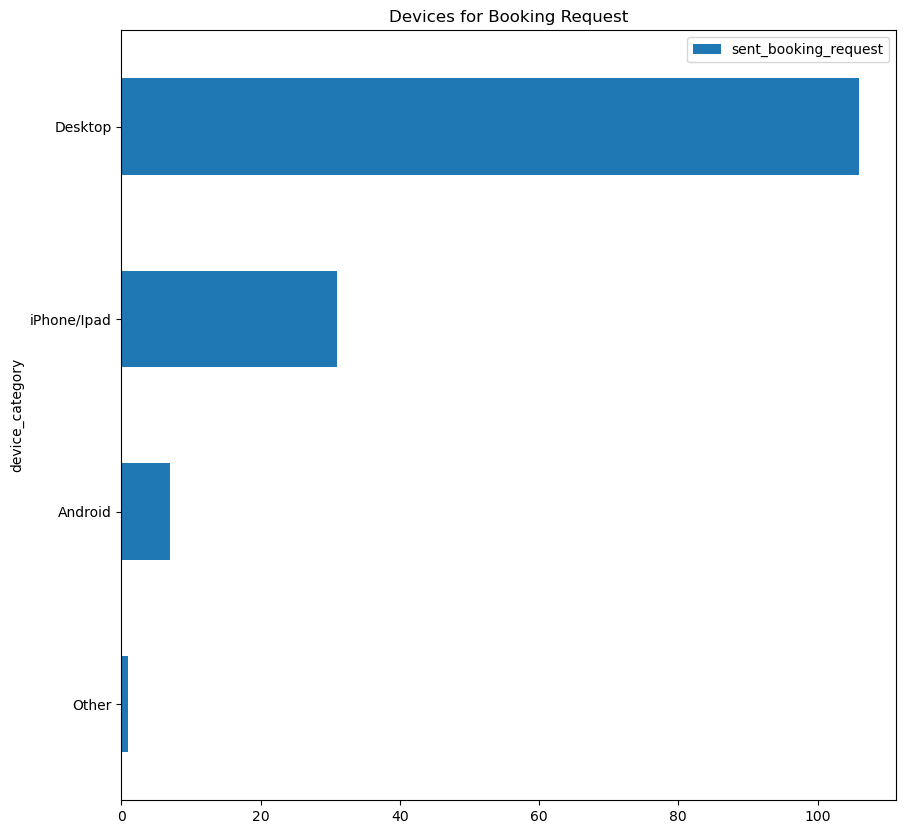 Devices for Booking Request
sent_booking_request
device_category
Desktop
iPhone/Ipad
Android
Other
0 20 40 60 80 100